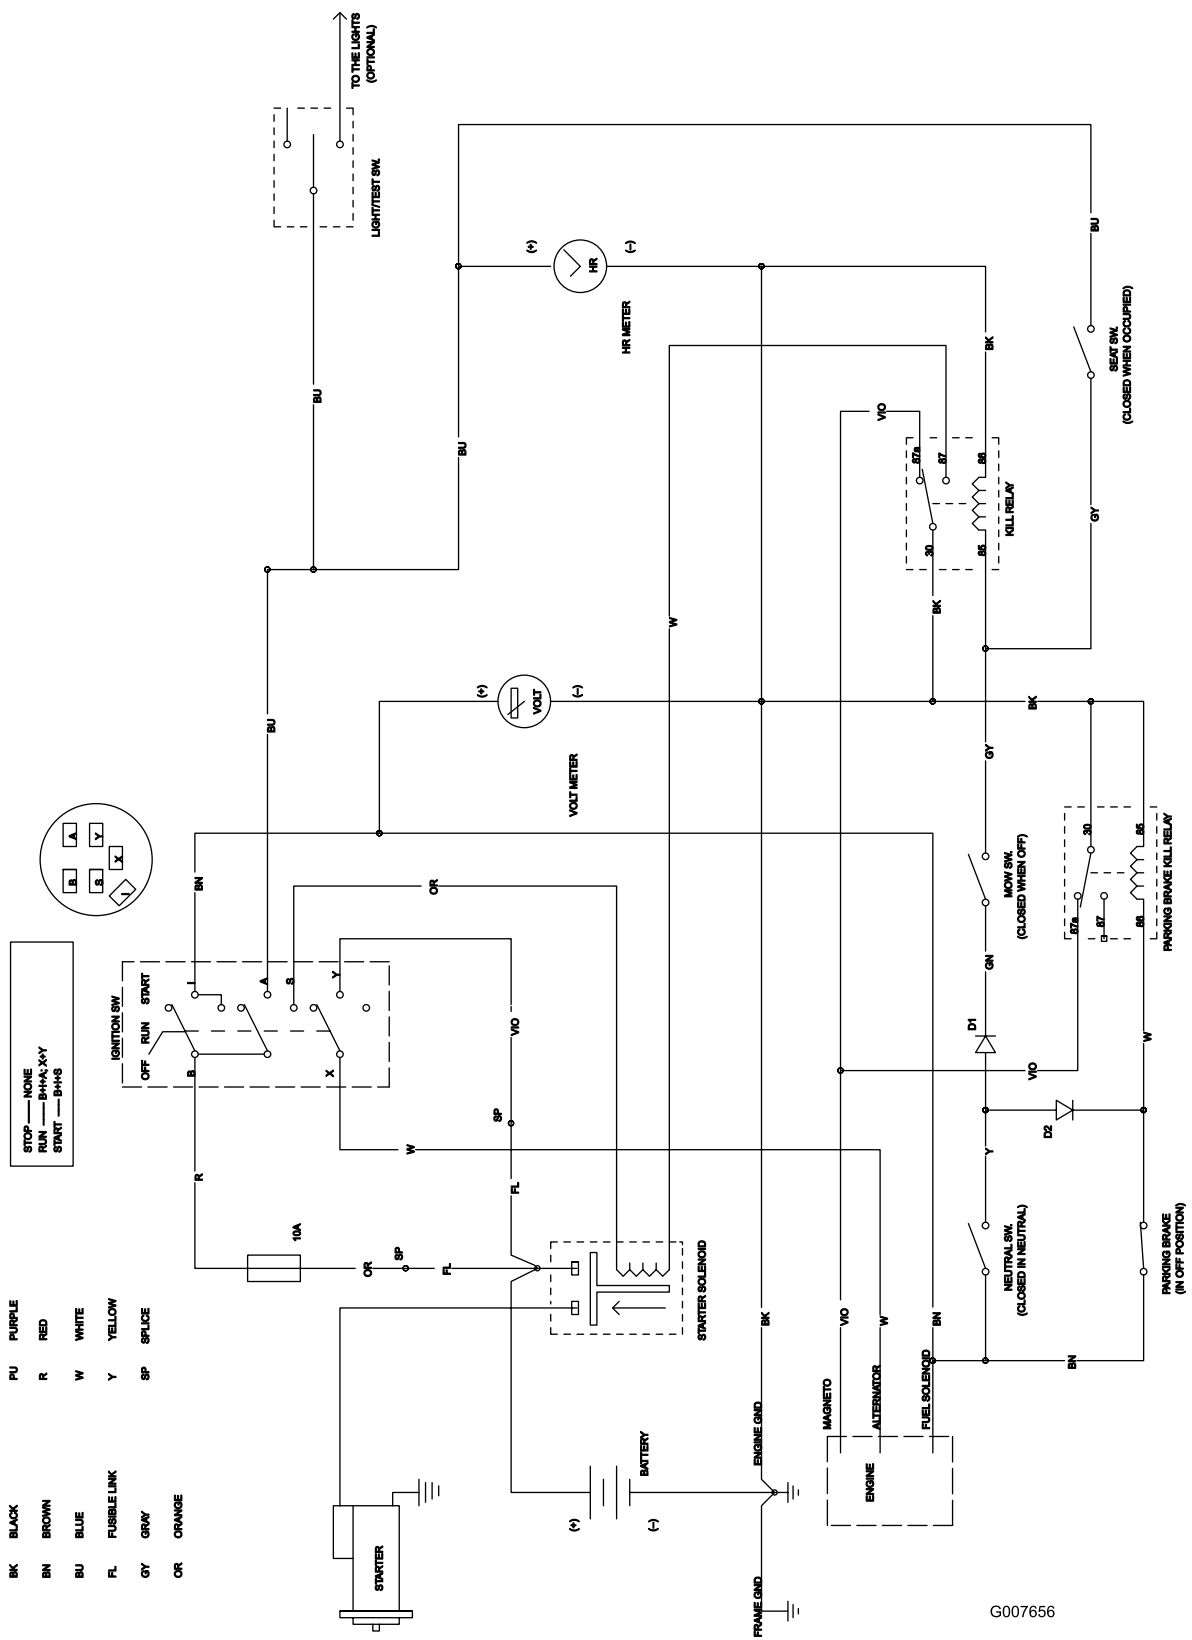 STOP —— NONE
RUN —— B+I+A; X+Y
START —— B+I+S
BK BLACK
BN BROWN
BU BLUE
FL FUSIBLE LINK
GY GRAY
OR ORANGE
PU PURPLE
R RED
W WHITE
Y YELLOW
SP SPLICE
B
A
S
Y
X
I
IGNITION SW
OFF RUN START
B
X
I
A
S
Y
BN
BU
OR
VIO
R
10A
OR
SP
FL
SP
FL
W
STARTER SOLENOID
STARTER
(+)
(–)
BATTERY
BK
ENGINE GND
FRAME GND
TO THE LIGHTS
(OPTIONAL)
LIGHT/TEST SW.
BU
BU
(+)
HR
(–)
HR METER
W
(+)
VOLT
(–)
VOLT METER
VIO
87a
87
86
30
85
KILL RELAY
BK
BK
BU
SEAT SW.
(CLOSED WHEN OCCUPIED)
GY
BK
GY
MOW SW.
(CLOSED WHEN OFF)
GN
D1
30
85
87a
87
86
PARKING BRAKE KILL RELAY
VIO
W
D2
Y
NEUTRAL SW.
(CLOSED IN NEUTRAL)
PARKING BRAKE
(IN OFF POSITION)
BN
VIO
W
BN
MAGNETO
ALTERNATOR
FUEL SOLENOID
ENGINE
G007656